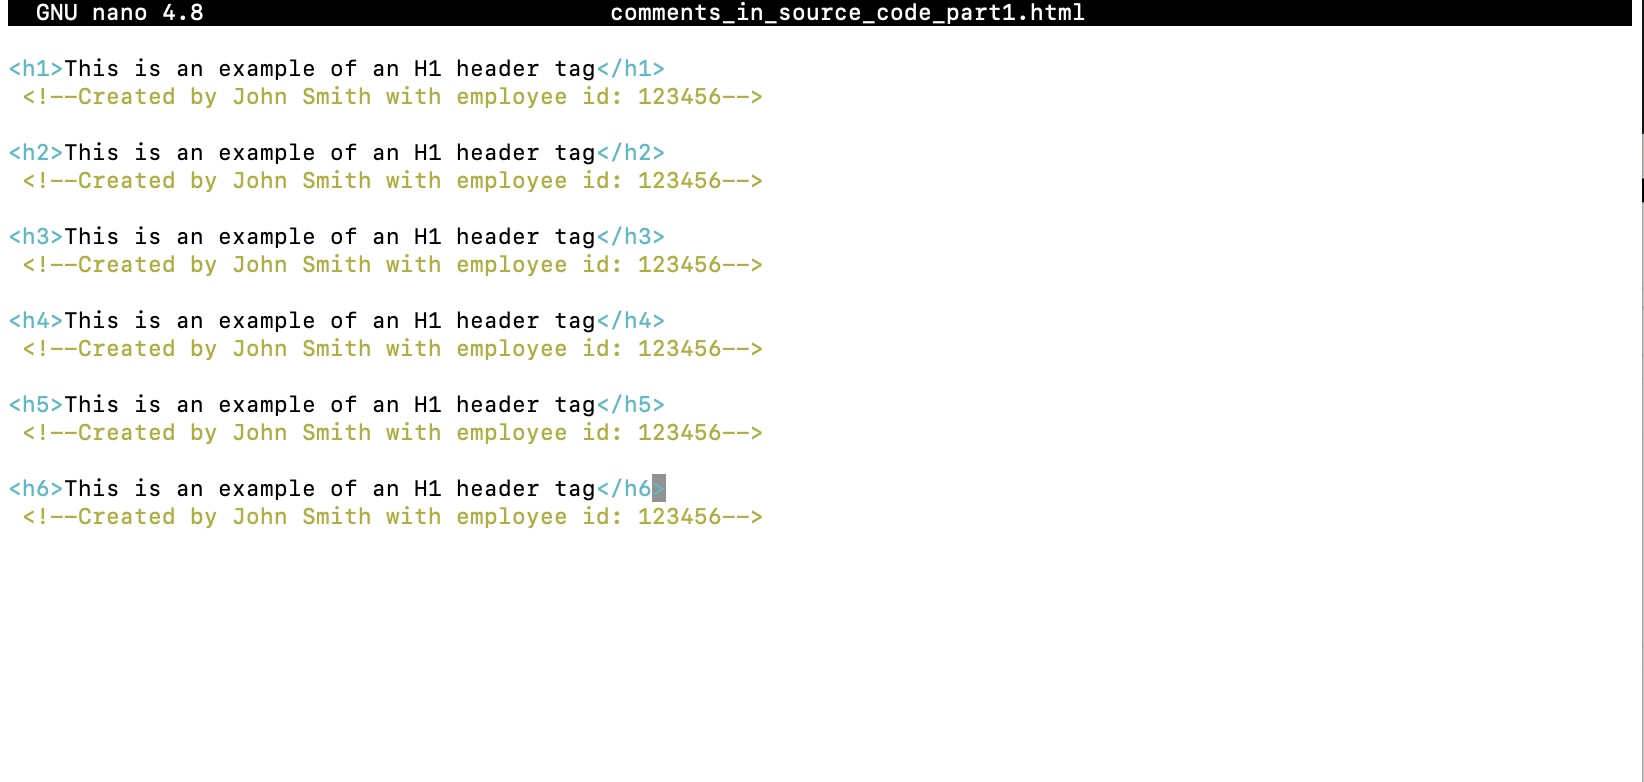 GNU nano 4.8 comments_in_source_code_part1.html
<h1>This is an example of an H1 header tag</h1>
<!--Created by John Smith with employee id: 123456-->
<h2>This is an example of an H1 header tag</h2>
<!--Created by John Smith with employee id: 123456-->
<h3>This is an example of an H1 header tag</h3>
<!--Created by John Smith with employee id: 123456-->
<h4>This is an example of an H1 header tag</h4>
<!--Created by John Smith with employee id: 123456-->
<h5>This is an example of an H1 header tag</h5>
<!--Created by John Smith with employee id: 123456-->
<h6>This is an example of an H1 header tag</h6>
<!--Created by John Smith with employee id: 123456-->